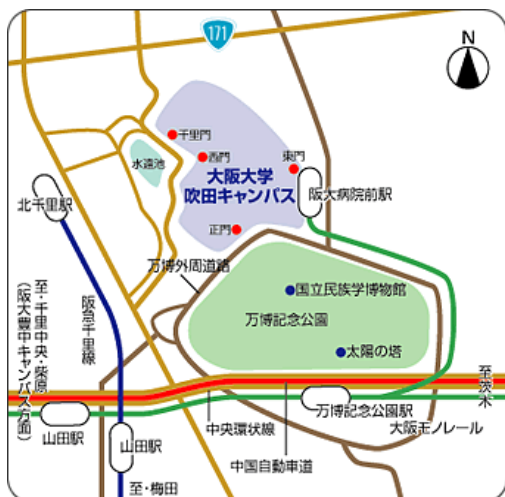 171
N
千里門
西門
水遠池
東門
大阪大学
吹田キャンパス
阪大病院前駅
北千里駅
正門
万博外周道路
国立民族学博物館
万博記念公園
太陽の塔
至・千里中央・柴原
(阪大豊中キャンパス方面)
阪急千里線
至茨木
万博記念公園駅
中央環状線
大阪モノレール
山田駅
山田駅
中国自動車道
至・梅田